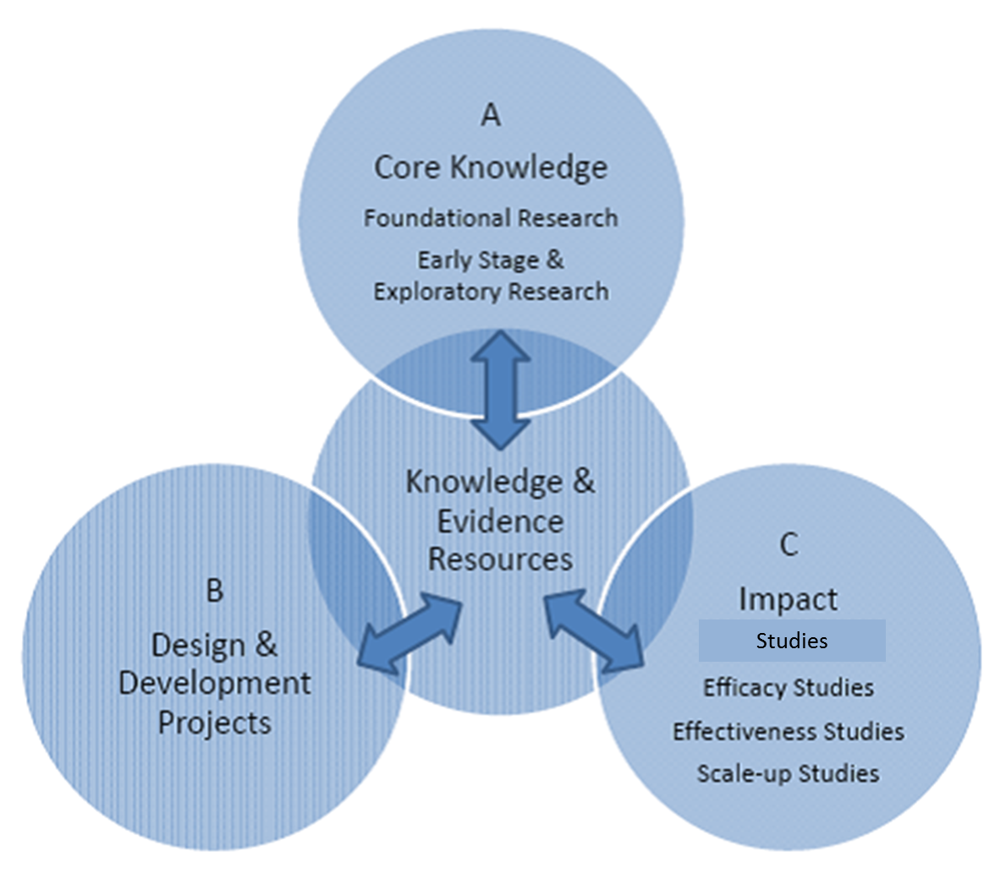 A
Core Knowledge
Foundational Research
Early Stage &
Exploratory Research
Knowledge &
Evidence
Resources
B
Design &
Development
Projects
C
Impact
Studies
Efficacy Studies
Effectiveness Studies
Scale-up Studies